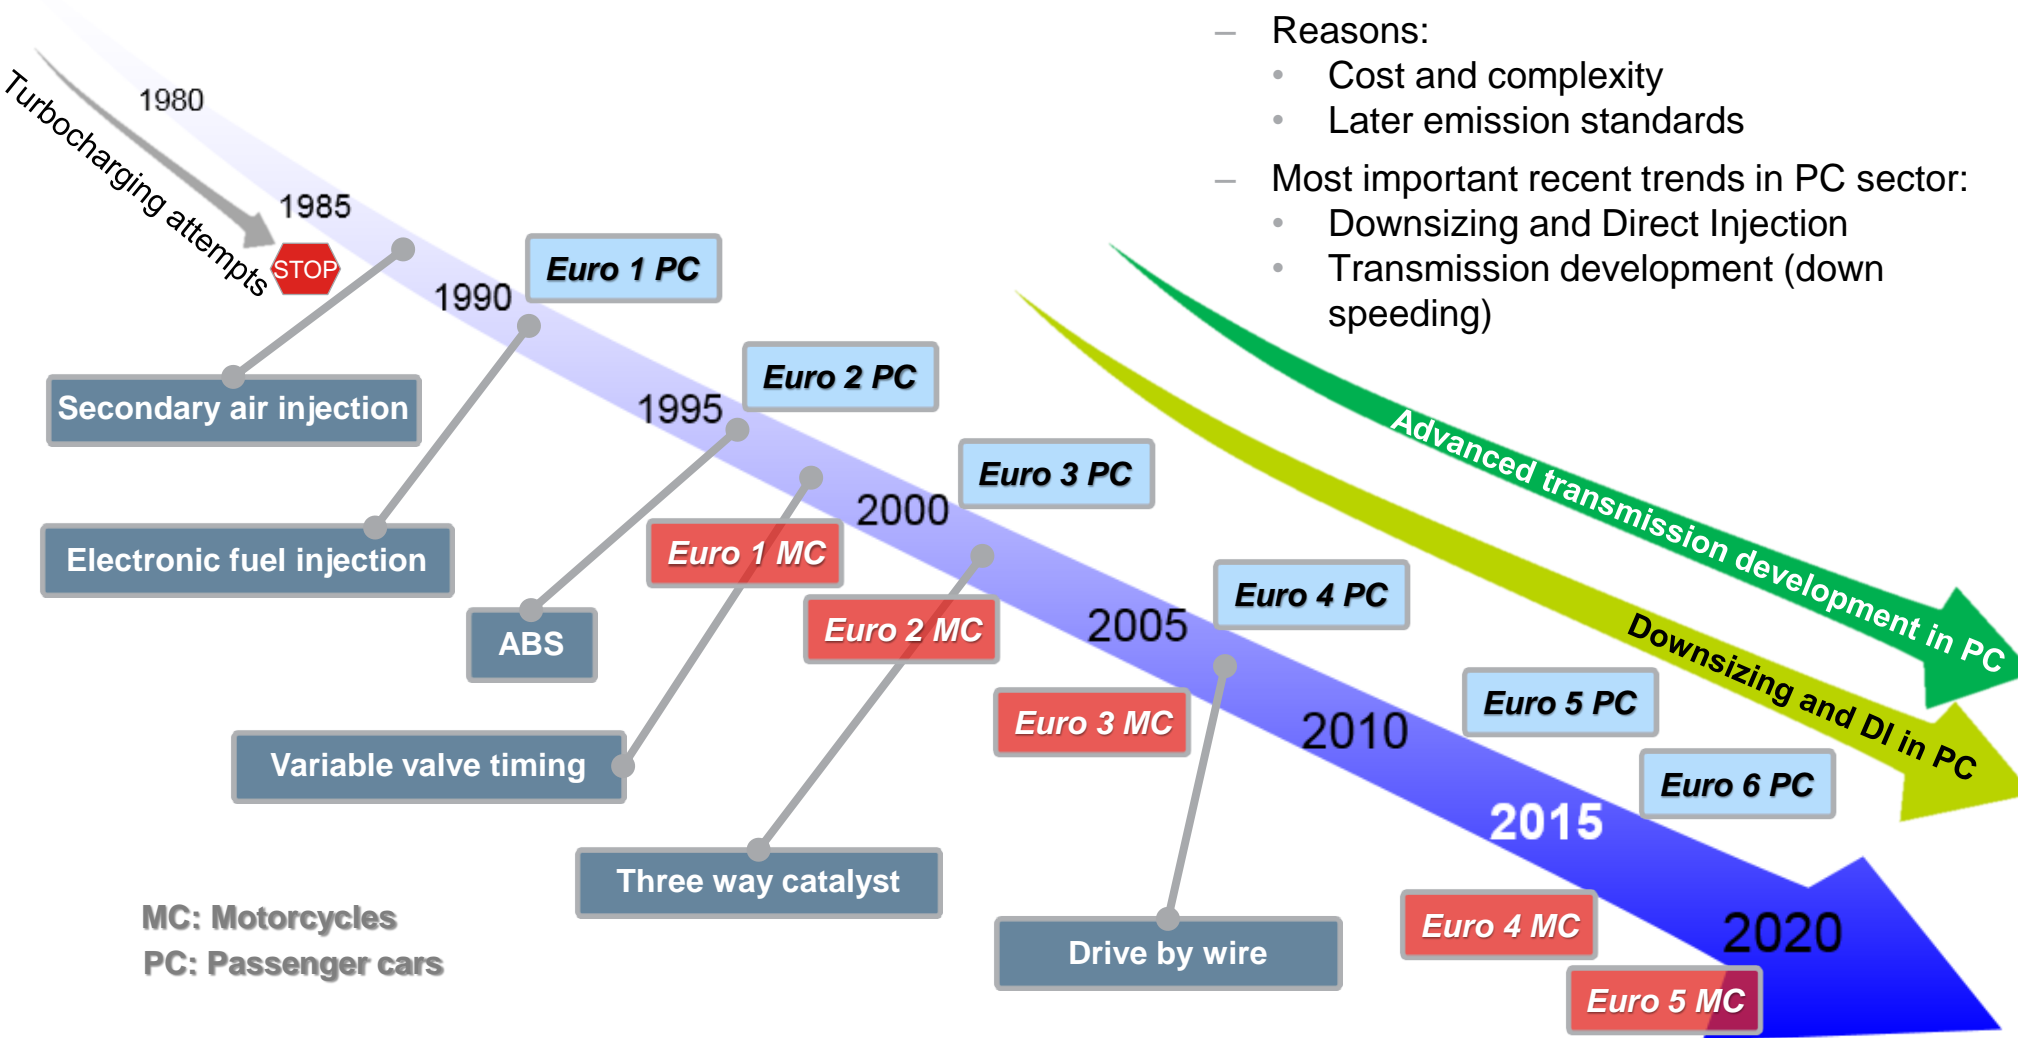 – Reasons:
• Cost and complexity
• Later emission standards
– Most important recent trends in PC sector:
• Downsizing and Direct Injection
• Transmission development (down
speeding)
Turbocharging attempts
STOP
1980
1985
1990
1995
2000
2005
2010
2015
2020
Euro 1 PC
Euro 2 PC
Euro 3 PC
Euro 4 PC
Euro 5 PC
Euro 6 PC
Advanced transmission development in PC
Downsizing and DI in PC
Secondary air injection
Electronic fuel injection
ABS
Variable valve timing
Three way catalyst
Drive by wire
Euro 1 MC
Euro 2 MC
Euro 3 MC
Euro 4 MC
Euro 5 MC
MC: Motorcycles
PC: Passenger cars